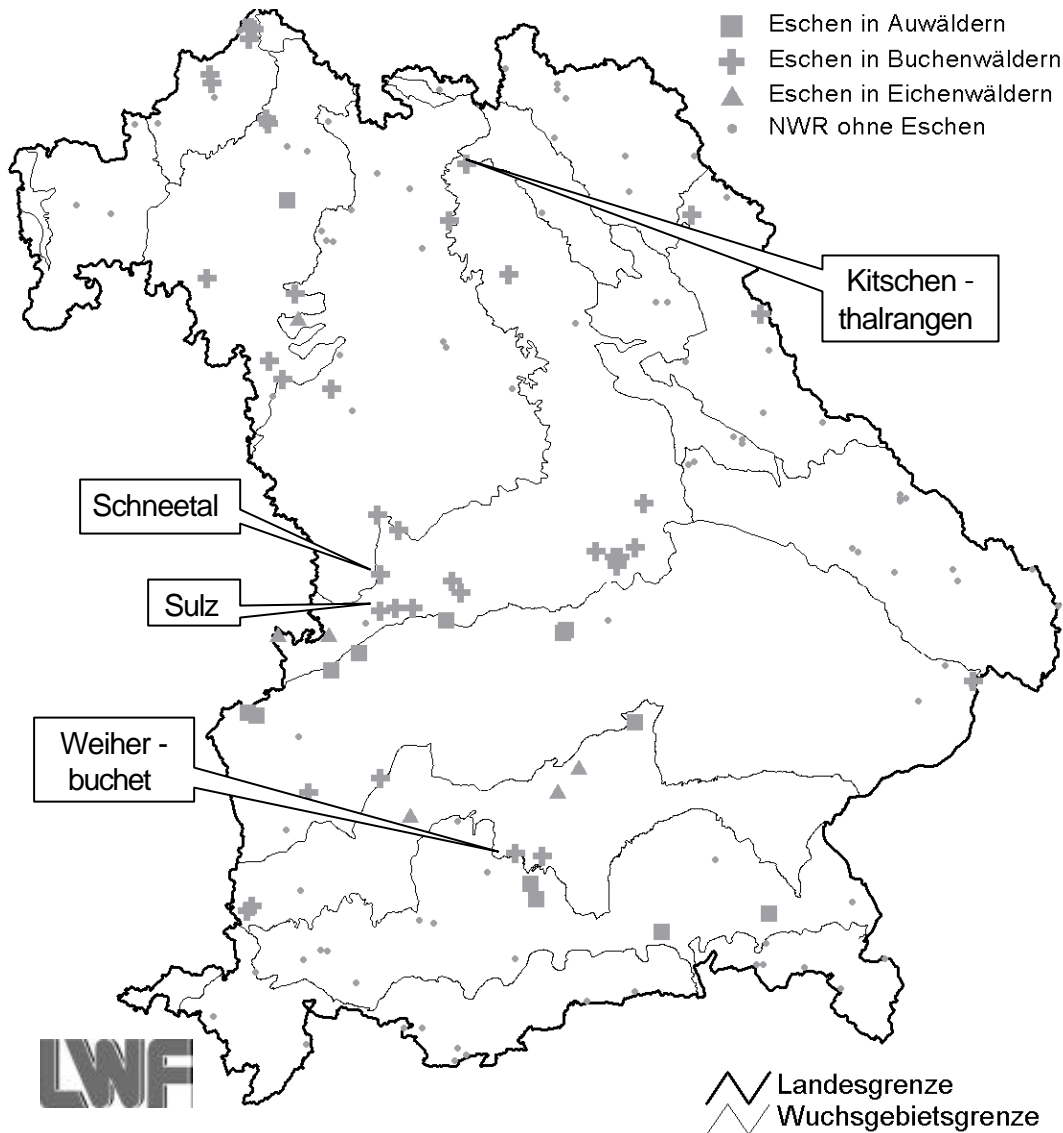 Eschen in Auwäldern
Eschen in Buchenwäldern
Eschen in Eichenwäldern
NWR ohne Eschen
Kitschen -
thalrangen
Schneetal
Sulz
Weiher -
buchet
LWF
Landesgrenze
Wuchsgebietsgrenze